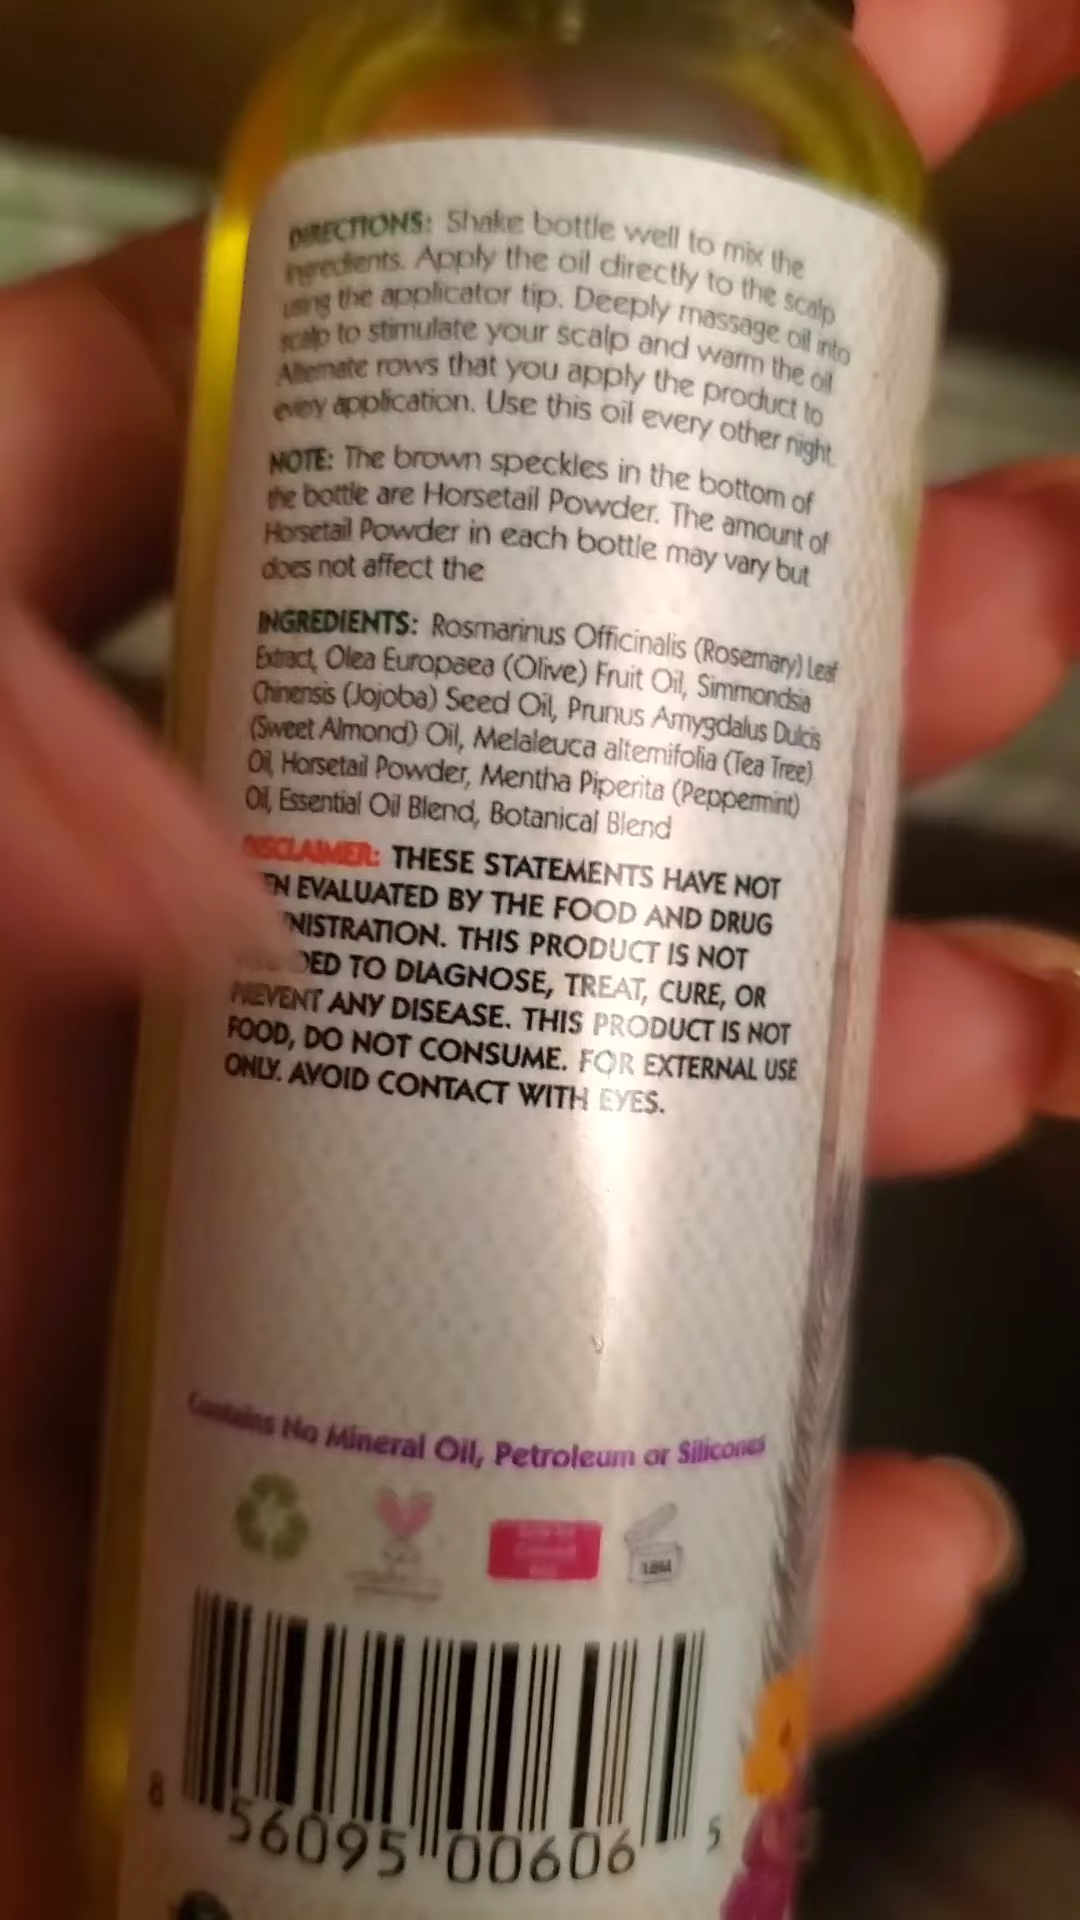 DIRECTIONS: Shake bottle well to mix the
ingredients. Apply the oil directly to the scalp
using the applicator tip. Deeply massage oil into
scalp to stimulate your scalp and warm the oil
Alternate rows that you apply the product to
every application. Use this oil every other night.
NOTE: The brown speckles in the bottom of
the bottle are Horsetail Powder. The amount of
Horsetail Powder in each bottle may vary but
does not affect the
INGREDIENTS: Rosmarinus Officinalis (Rosemary) Leaf
Extract, Olea Europaea (Olive) Fruit Oil, Simmondsia
Chinensis (Jojoba) Seed Oil, Prunus Amygdalus Dulcis
(Sweet Almond) Oil, Melaleuca alternifolia (Tea Tree)
Oil, Horsetail Powder, Mentha Piperita (Peppermint)
Oil, Essential Oil Blend, Botanical Blend
DISCLAIMER: THESE STATEMENTS HAVE NOT
EN EVALUATED BY THE FOOD AND DRUG
NISTRATION. THIS PRODUCT IS NOT
DED TO DIAGNOSE, TREAT, CURE, OR
PREVENT ANY DISEASE. THIS PRODUCT IS NOT
FOOD, DO NOT CONSUME. FOR EXTERNAL USE
ONLY. AVOID CONTACT WITH EYES.
Contains No Mineral Oil, Petroleum or Silicones
8 56095 00606 5